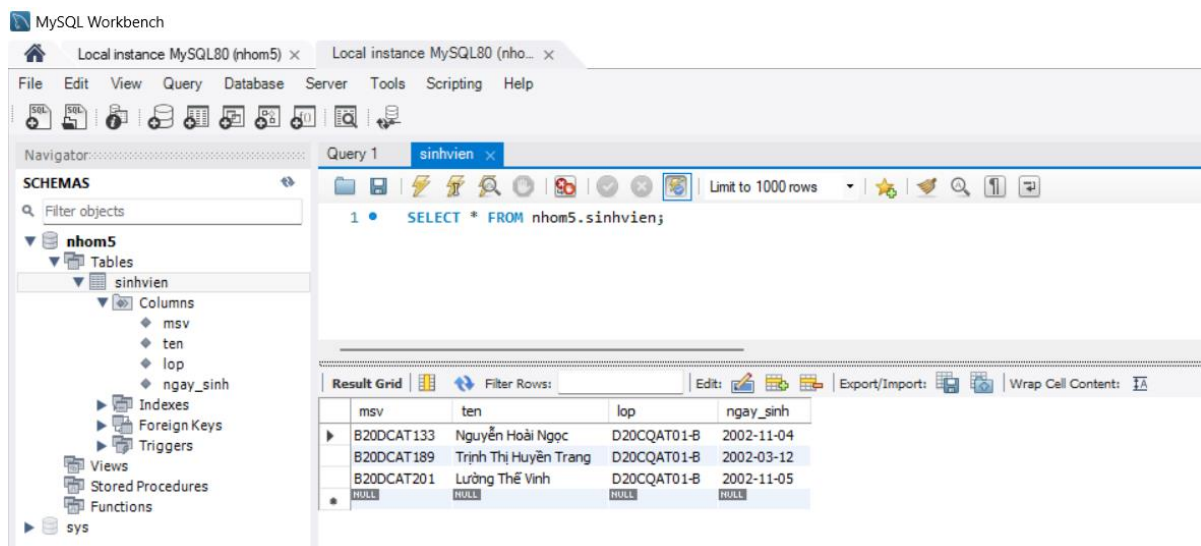 MySQL Workbench
Local instance MySQL80 (nhom5) × Local instance MySQL80 (nho... ×
File Edit View Query Database Server Tools Scripting Help
Navigator Query 1 sinhvien ×
SCHEMAS Limit to 1000 rows
Filter objects
1 SELECT * FROM nhom5.sinhvien;
nhom5
Tables
sinhvien
Columns
msv
ten
lop
ngay_sinh
Indexes
Foreign Keys
Triggers
Views
Stored Procedures
Functions
sys
Result Grid Filter Rows: Edit: Export/Import: Wrap Cell Content: IA
msv ten lop ngay_sinh
B20DCAT133 Nguyễn Hoài Ngọc D20CQAT01-B 2002-11-04
B20DCAT189 Trịnh Thị Huyền Trang D20CQAT01-B 2002-03-12
B20DCAT201 Lường Thế Vinh D20CQAT01-B 2002-11-05
NULL NULL NULL NULL